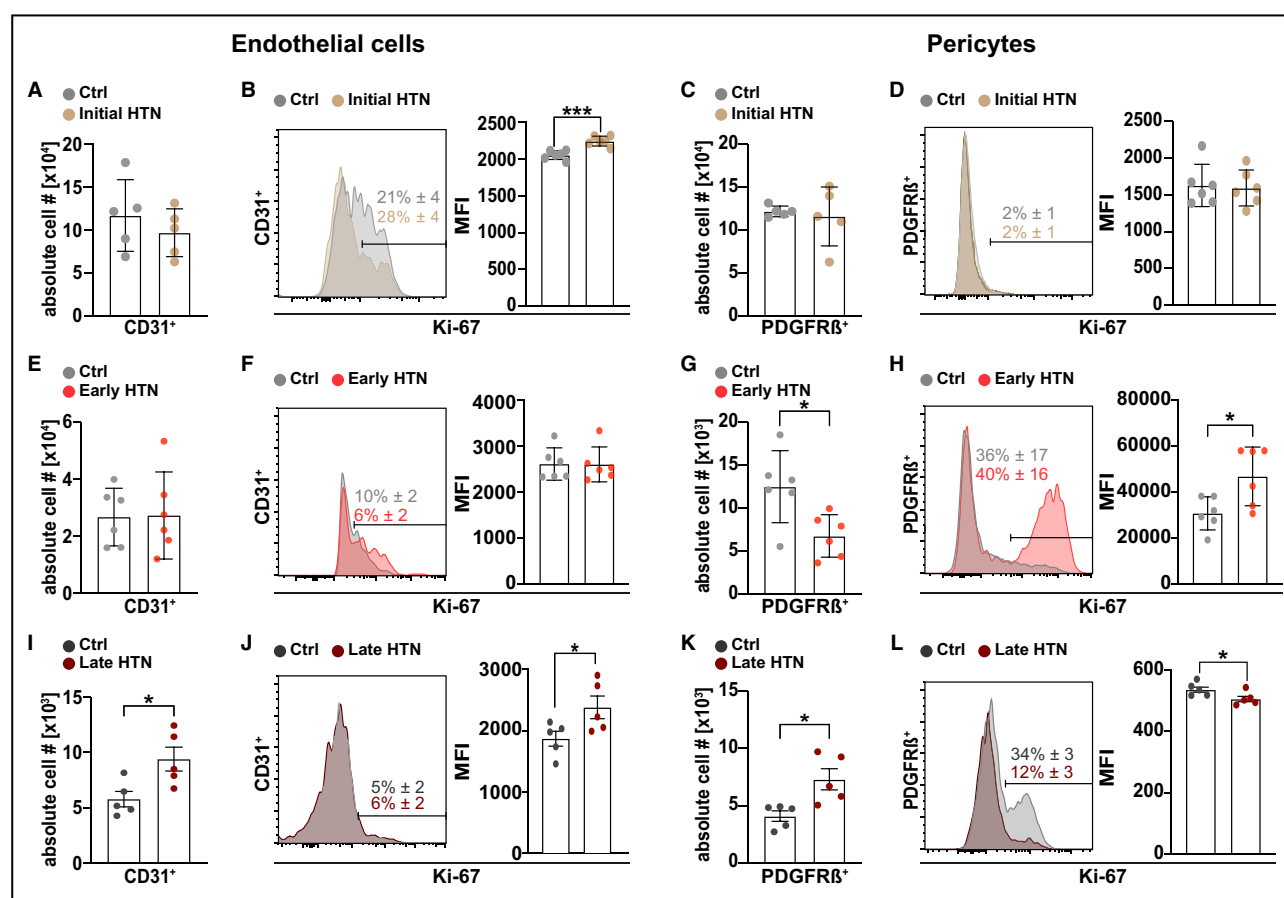 Endothelial cells
Pericytes
A
Ctrl
Initial HTN
absolute cell # [x10⁴]
20
15
10
5
0
CD31⁺
B
Ctrl Initial HTN
CD31⁺
21% ± 4
28% ± 4
MFI
2500
2000
1500
1000
500
0
***
Ki-67
C
Ctrl
Initial HTN
absolute cell # [x10⁴]
20
15
10
5
0
PDGFRß⁺
D
Ctrl Initial HTN
PDGFRß⁺
2% ± 1
2% ± 1
MFI
2500
2000
1500
1000
500
0
Ki-67
E
Ctrl
Early HTN
absolute cell # [x10⁴]
6
4
2
0
CD31⁺
F
Ctrl Early HTN
CD31⁺
10% ± 2
6% ± 2
MFI
4000
3000
2000
1000
0
Ki-67
G
Ctrl
Early HTN
absolute cell # [x10³]
20
15
10
5
0
*
PDGFRß⁺
H
Ctrl Early HTN
PDGFRß⁺
36% ± 17
40% ± 16
MFI
80000
60000
40000
20000
0
*
Ki-67
I
Ctrl
Late HTN
absolute cell # [x10³]
15
10
5
0
*
CD31⁺
J
Ctrl Late HTN
CD31⁺
5% ± 2
6% ± 2
MFI
3000
2000
1000
0
*
Ki-67
K
Ctrl
Late HTN
absolute cell # [x10³]
15
10
5
0
*
PDGFRß⁺
L
Ctrl Late HTN
PDGFRß⁺
34% ± 3
12% ± 3
MFI
600
400
200
0
*
Ki-67